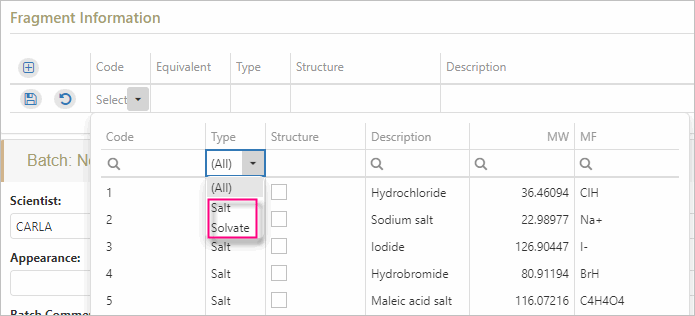 Fragment Information
Code Equivalent Type Structure Description
Select
Code Type Structure Description MW MF
(All)
(All)
1 Hydrochloride 36.46094 ClH
Salt
2 Sodium salt 22.98977 Na+
Solvate
3 Salt Iodide 126.90447 I-
4 Salt Hydrobromide 80.91194 BrH
5 Salt Maleic acid salt 116.07216 C4H4O4
Batch: Ne
Scientist:
CARLA
Appearance:
Batch Comme